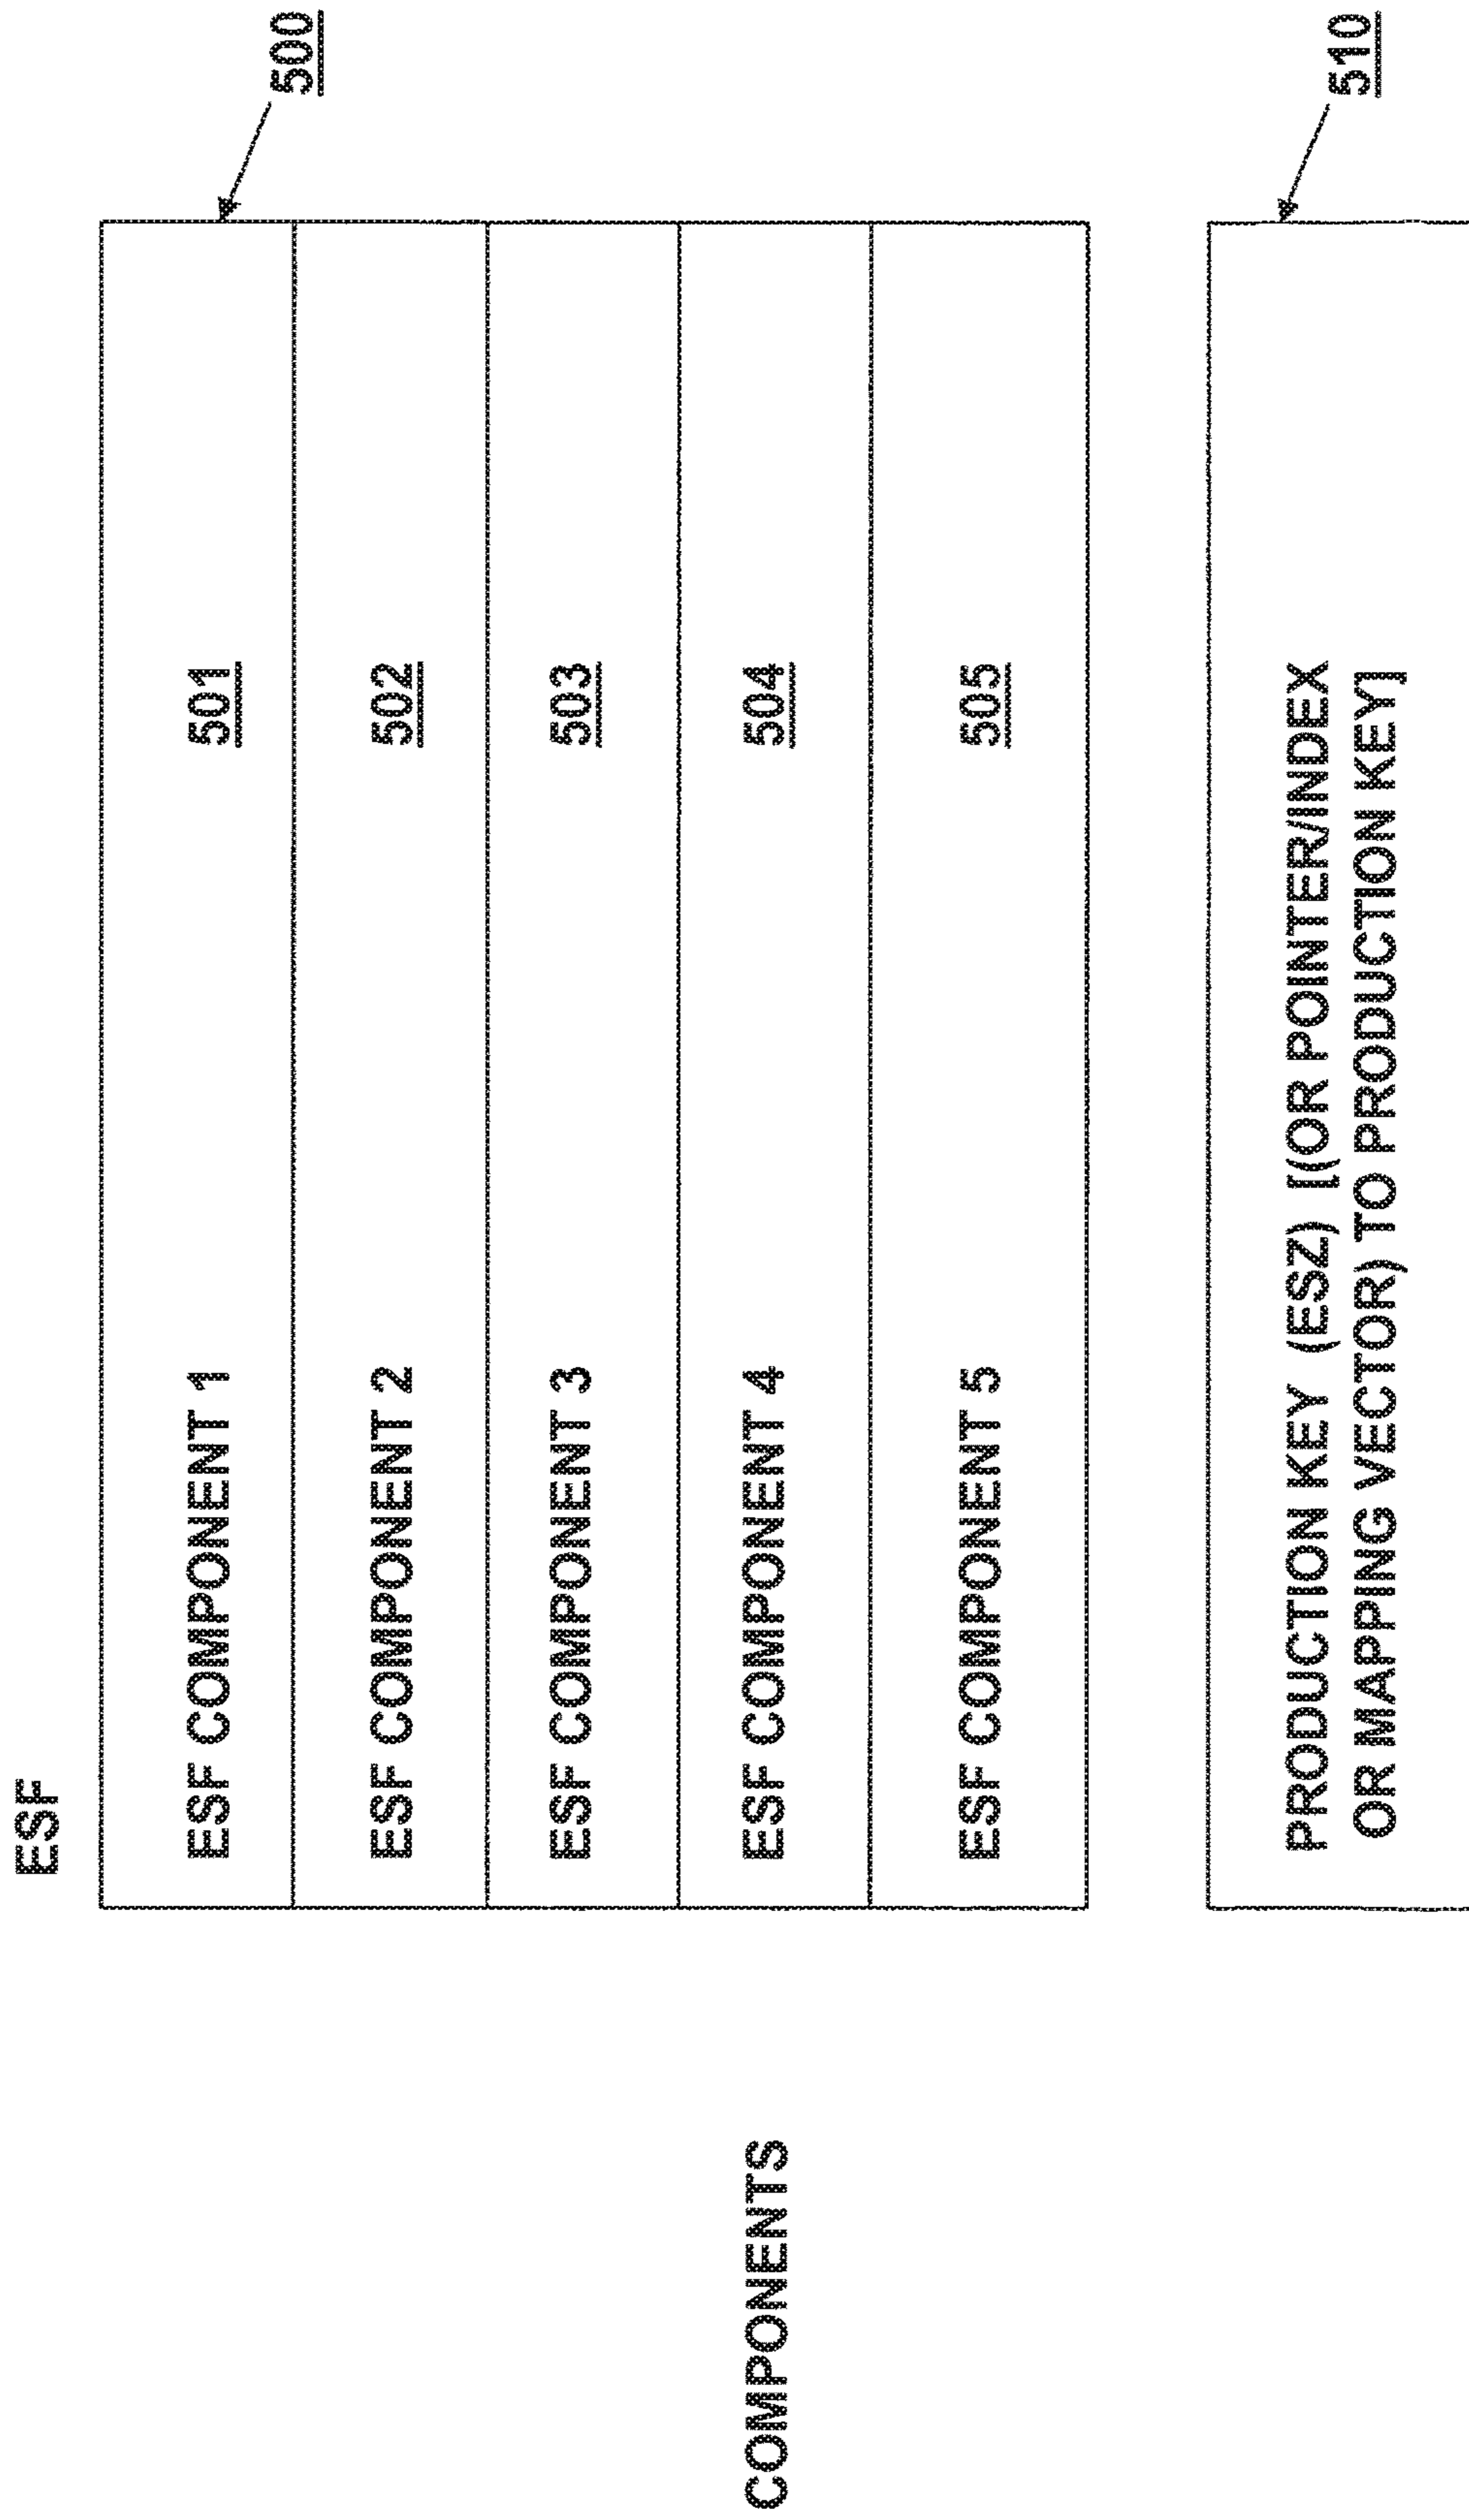 ESF
500
ESF COMPONENT 1 501
ESF COMPONENT 2 502
ESF COMPONENT 3 503
COMPONENTS
ESF COMPONENT 4 504
ESF COMPONENT 5 505
510
PRODUCTION KEY (ESZ) [(OR POINTER/INDEX
OR MAPPING VECTOR) TO PRODUCTION KEY]